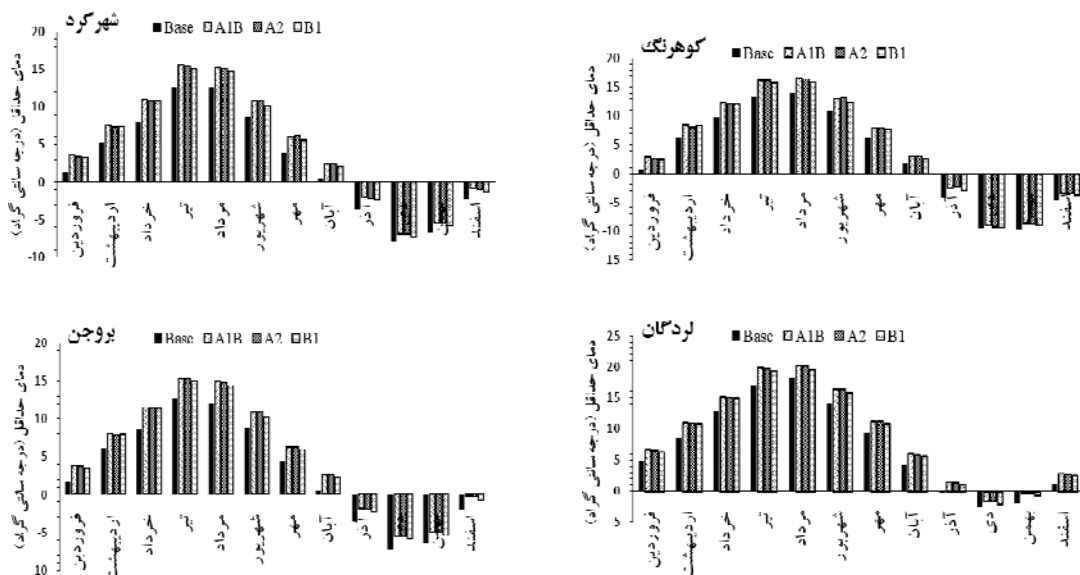 شهرکرد
■Base □A1B ■A2 □B1
دمای حداقل (درجه سانتی گراد)
20
15
10
5
0
-5
-10
فروردین
اردیبهشت
خرداد
تیر
مرداد
شهریور
مهر
آبان
آذر
اسفند
کوهرنگ
■Base □A1B ■A2 □B1
دمای حداقل (درجه سانتی گراد)
20
15
10
5
0
-5
-10
15
فروردین
اردیبهشت
خرداد
تیر
مرداد
شهریور
مهر
آبان
آذر
اسفند
بروجن
■Base □A1B ■A2 □B1
دمای حداقل (درجه سانتی گراد)
20
15
10
5
0
5
10
فروردین
اردیبهشت
خرداد
تیر
مرداد
شهریور
مهر
آبان
آذر
اسفند
لردگان
■Base □A1B ■A2 □B1
دمای حداقل (درجه سانتی گراد)
25
20
15
10
5
0
5
فروردین
اردیبهشت
خرداد
تیر
مرداد
شهریور
مهر
آبان
آذر
دی
بهمن
اسفند